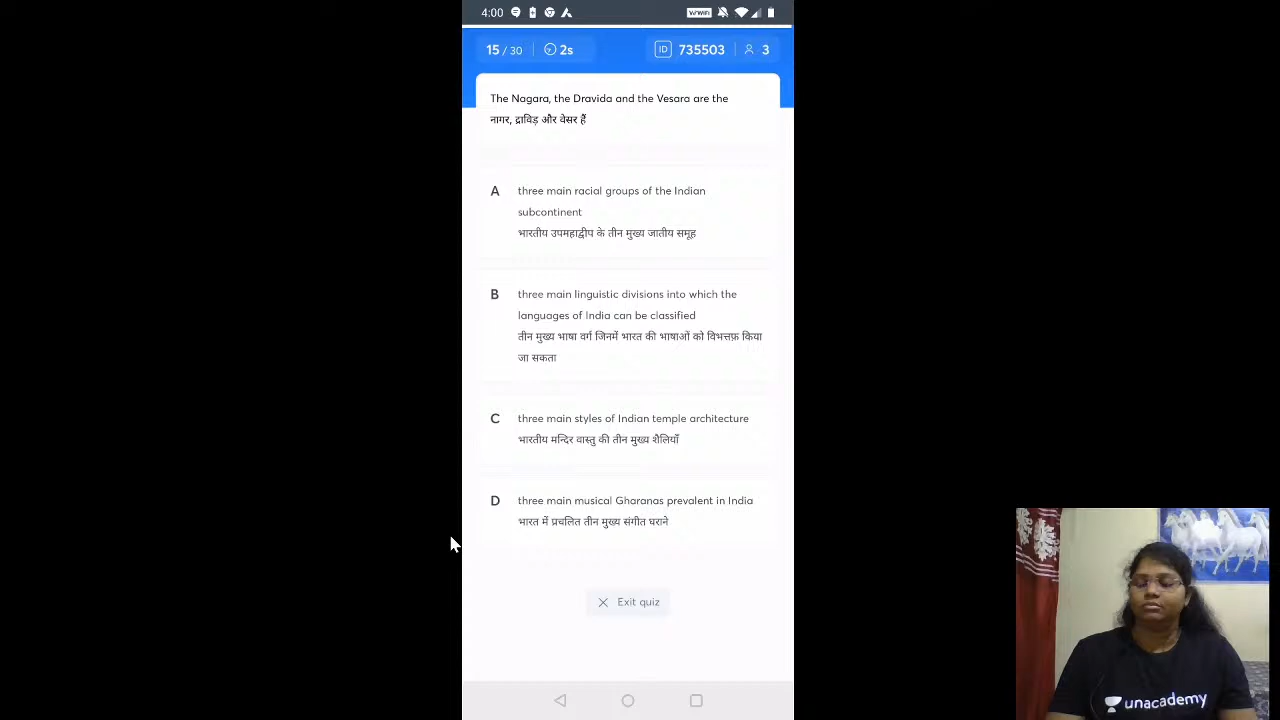 4:00
VoWiFi
15 / 30
2s
ID 735503
3
The Nagara, the Dravida and the Vesara are the
नागर, द्राविड़ और वेसर हैं
A
three main racial groups of the Indian
subcontinent
भारतीय उपमहाद्वीप के तीन मुख्य जातीय समूह
B
three main linguistic divisions into which the
languages of India can be classified
तीन मुख्य भाषा वर्ग जिनमें भारत की भाषाओं को विभत्तफ़ किया
जा सकता
C
three main styles of Indian temple architecture
भारतीय मन्दिर वास्तु की तीन मुख्य शैलियाँ
D
three main musical Gharanas prevalent in India
भारत में प्रचलित तीन मुख्य संगीत घराने
Exit quiz
unacademy